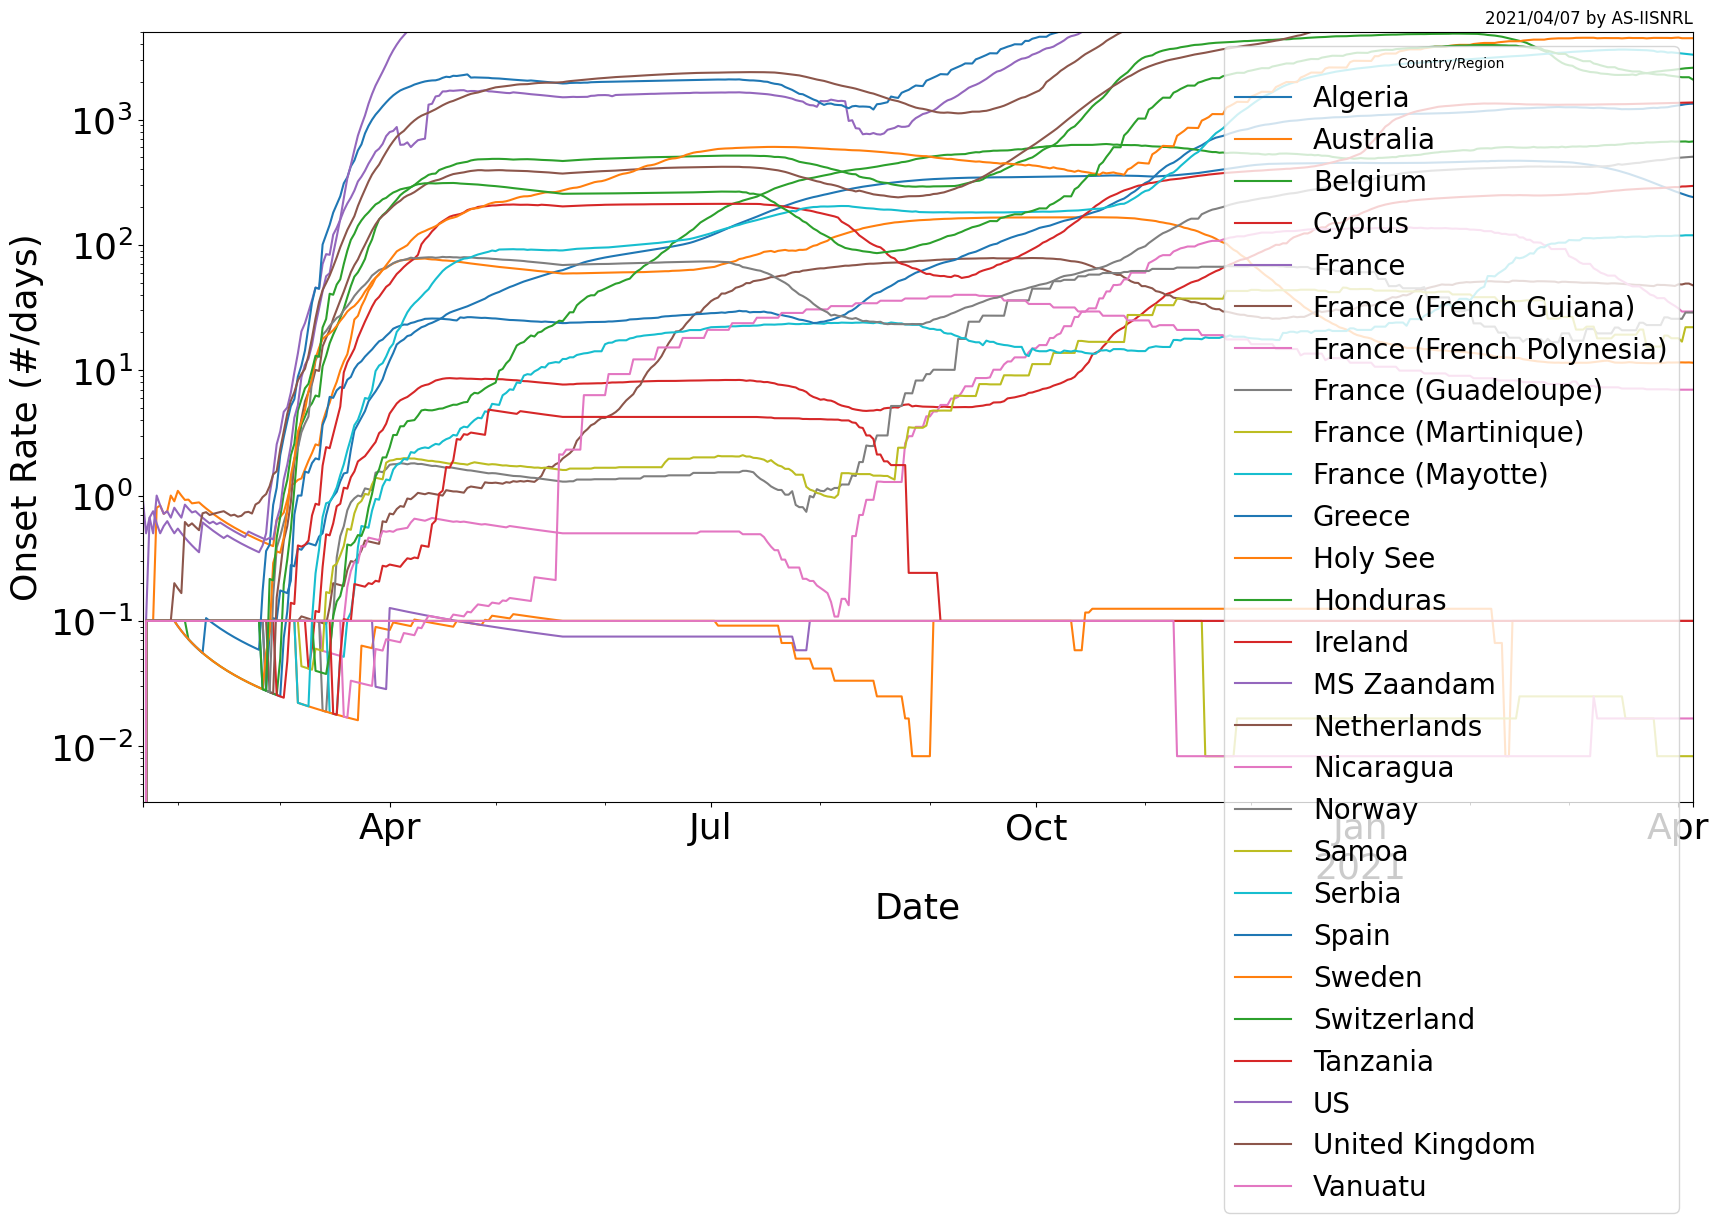 2021/04/07 by AS-IISNRL
Onset Rate (#/days)
10^3
10^2
10^1
10^0
10^-1
10^-2
Apr
Jul
Oct
Jan
2021
Apr
Date
Country/Region
Algeria
Australia
Belgium
Cyprus
France
France (French Guiana)
France (French Polynesia)
France (Guadeloupe)
France (Martinique)
France (Mayotte)
Greece
Holy See
Honduras
Ireland
MS Zaandam
Netherlands
Nicaragua
Norway
Samoa
Serbia
Spain
Sweden
Switzerland
Tanzania
US
United Kingdom
Vanuatu